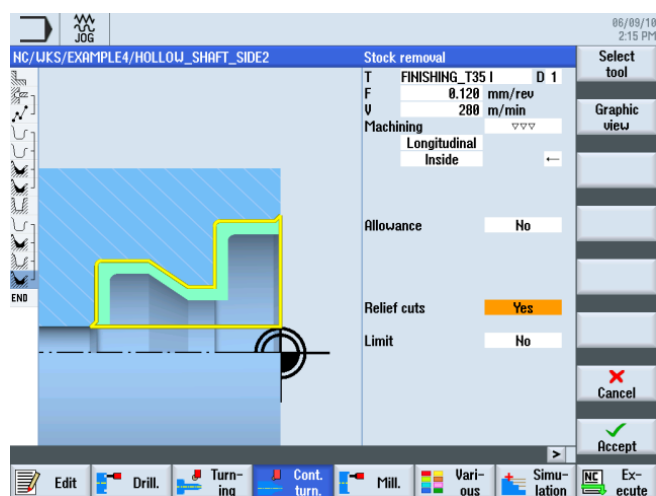 JOG
06/09/10
2:15 PM
NC/WKS/EXAMPLE4/HOLLOW_SHAFT_SIDE2
Stock removal
Select
tool
T FINISHING_T35 I D 1
F 0.120 mm/rev
V 280 m/min
Machining ▽▽▽
Longitudinal
Inside ←
Graphic
view
Allowance No
Relief cuts Yes
Limit No
END
Cancel
Accept
>
Edit
Drill.
Turn-
ing
Cont.
turn.
Mill.
Vari-
ous
Simu-
lation
NC Ex-
ecute